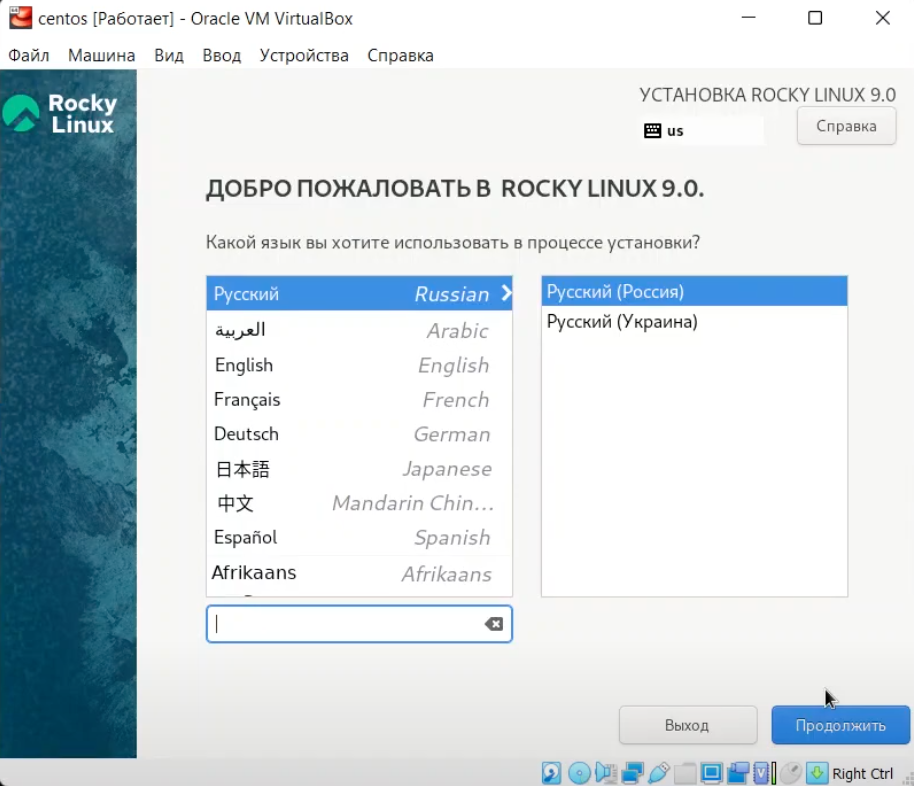 centos [Работает] - Oracle VM VirtualBox
Файл Машина Вид Ввод Устройства Справка
Rocky
Linux
УСТАНОВКА ROCKY LINUX 9.0
us
Справка
ДОБРО ПОЖАЛОВАТЬ В ROCKY LINUX 9.0.
Какой язык вы хотите использовать в процессе установки?
Русский Russian
العربية Arabic
English English
Français French
Deutsch German
日本語 Japanese
中文 Mandarin Chin...
Español Spanish
Afrikaans Afrikaans
Русский (Россия)
Русский (Украина)
Выход
Продолжить
Right Ctrl